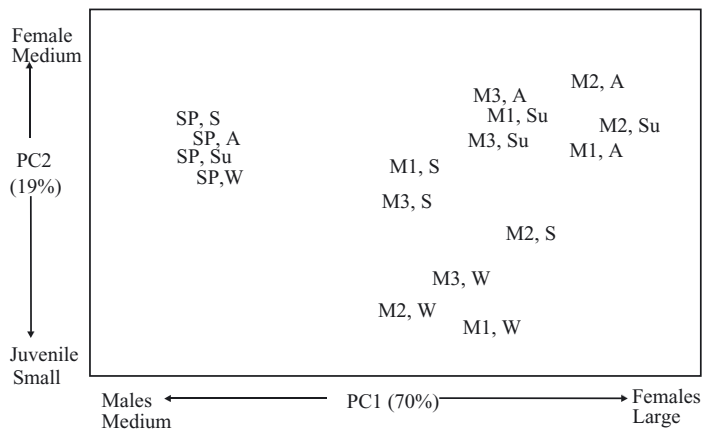 Female
Medium
PC2
(19%)
Juvenile
Small
M2, A
M3, A
SP, S
M1, Su
M2, Su
SP, A
M3, Su
SP, Su
M1, A
M1, S
SP,W
M3, S
M2, S
M3, W
M2, W
M1, W
Males
Medium
PC1 (70%)
Females
Large